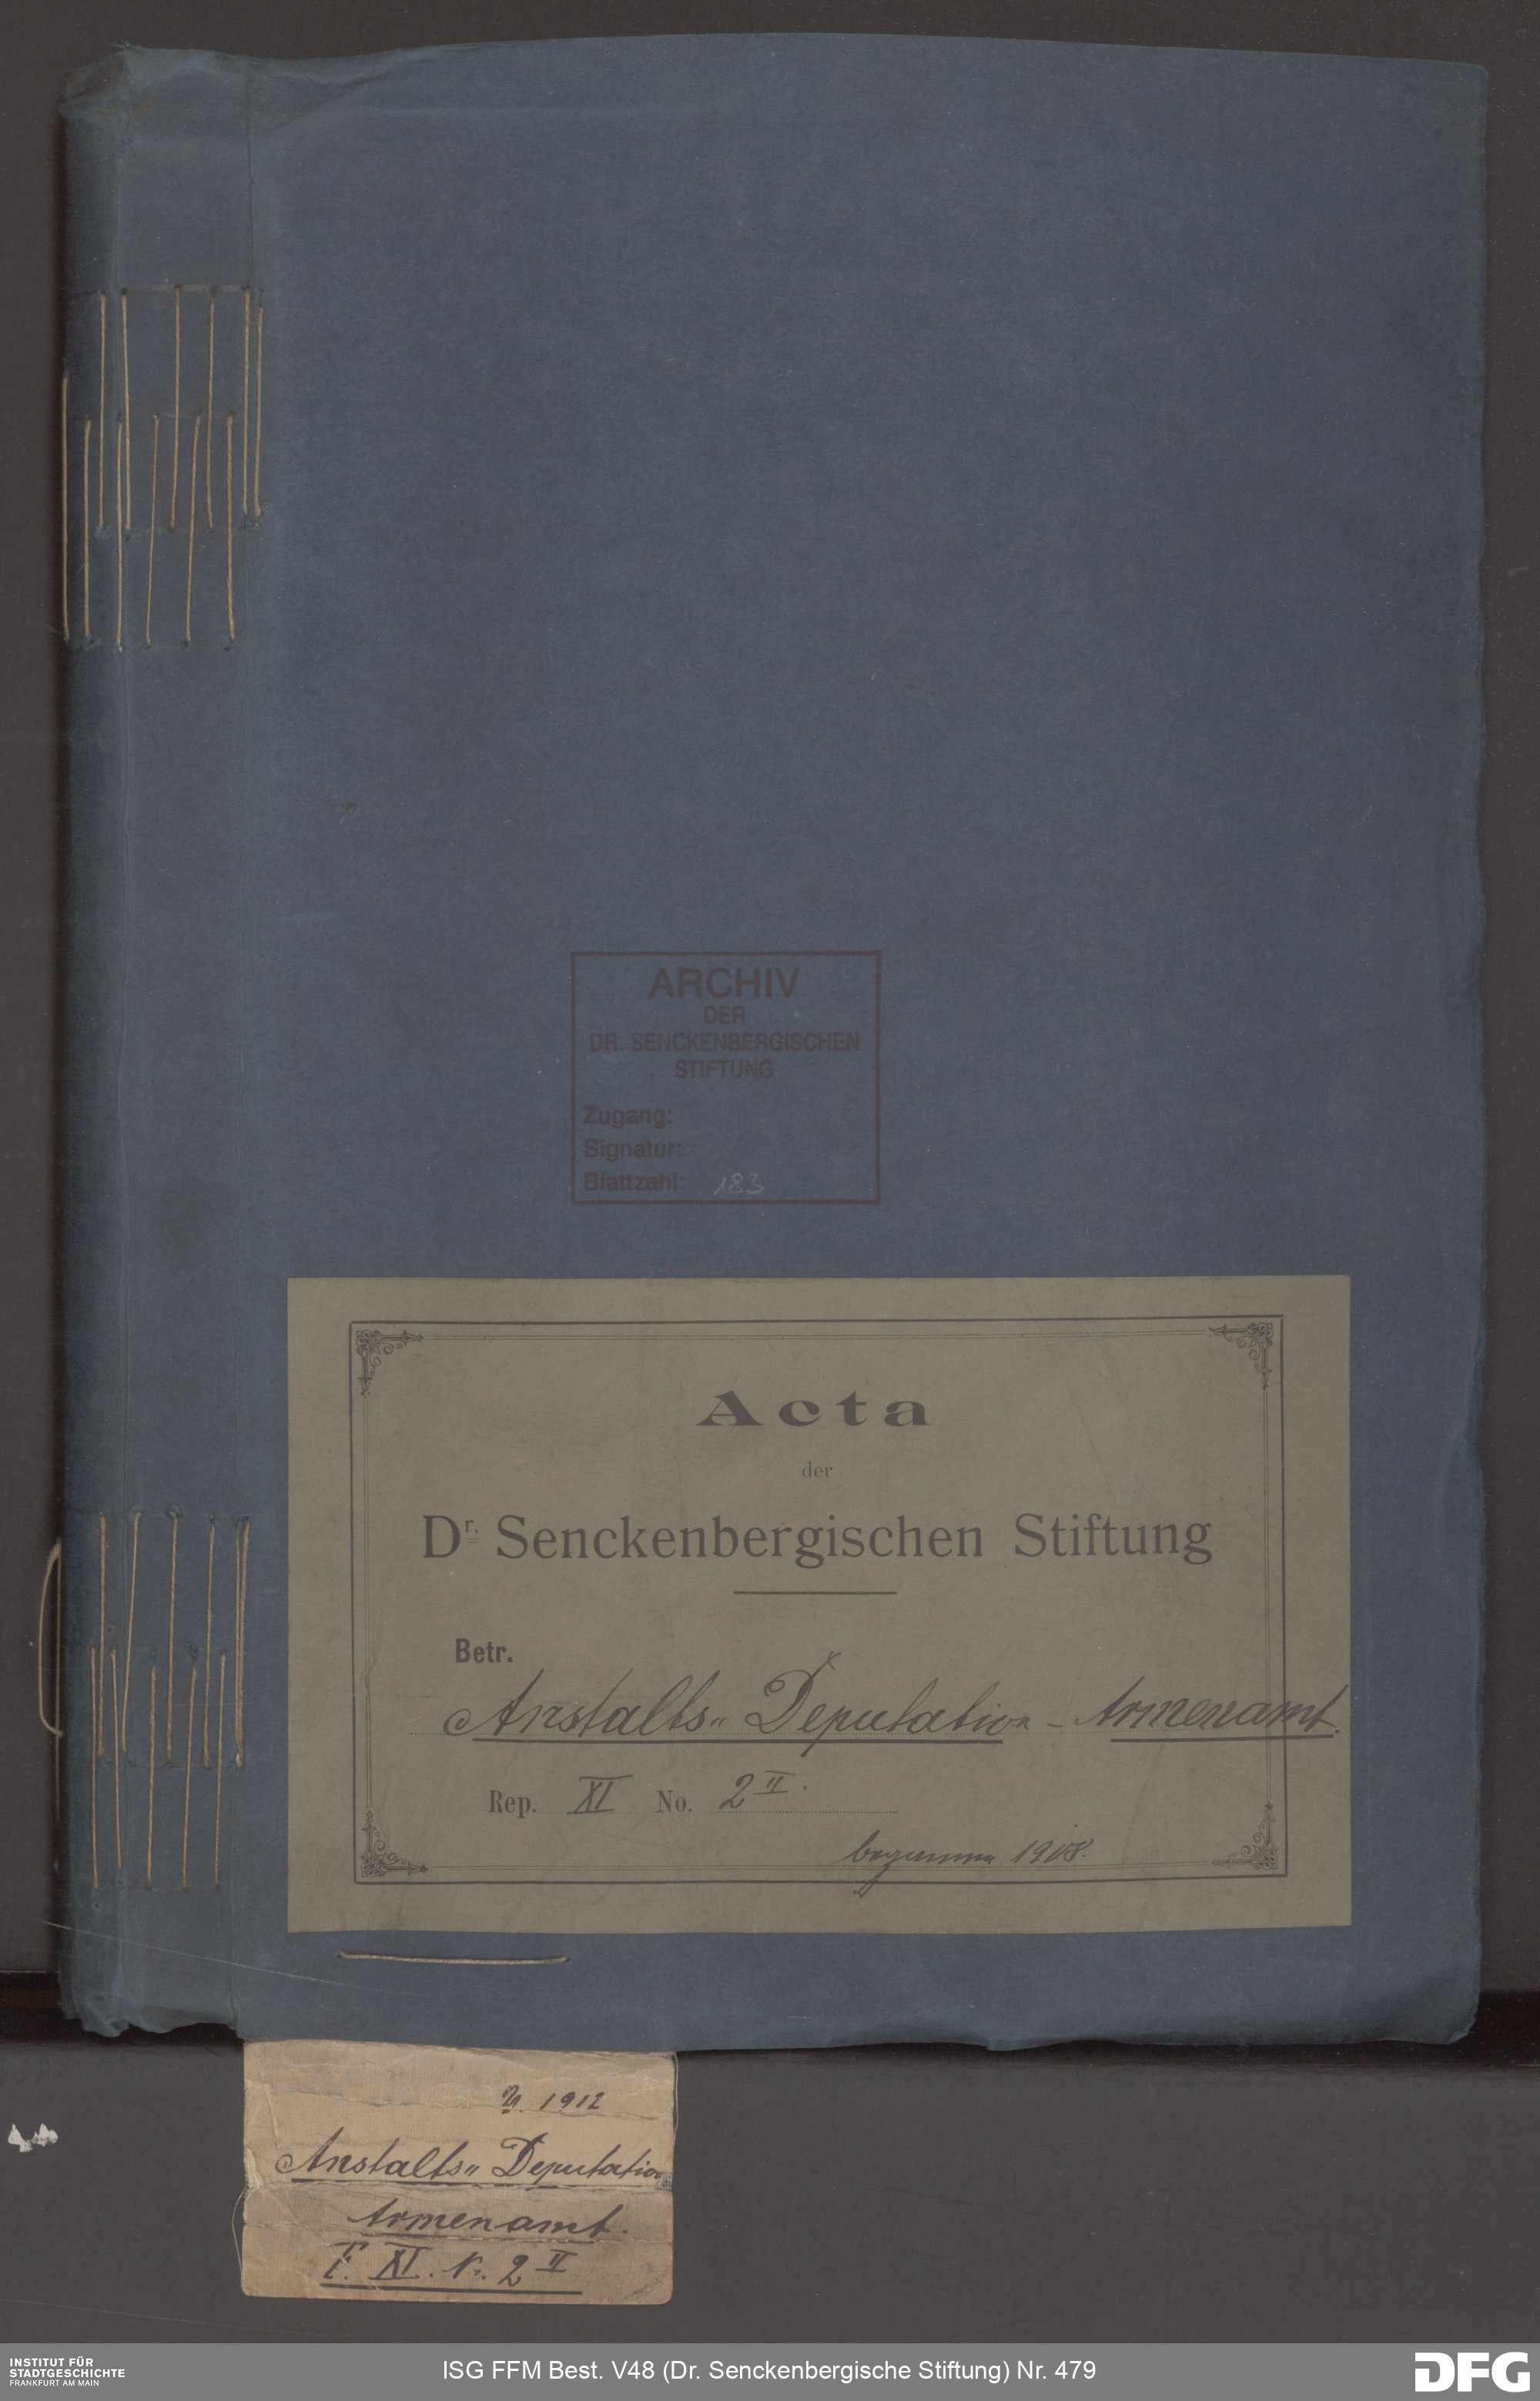 ARCHIV
DER
DR. SENCKENBERGISCHEN
STIFTUNG
Zugang:
Signatur:
Blattzahl: 183
Acta
der
Dr. Senckenbergischen Stiftung
Betr.
Anstalts„ Deputation - Armenamt.
Rep. XI No. 2 II.
begonnen 1908.
1912
Anstalts„ Deputation
Armenamt.
XI. N. 2 II
INSTITUT FÜR
STADTGESCHICHTE
FRANKFURT AM MAIN
ISG FFM Best. V48 (Dr. Senckenbergische Stiftung) Nr. 479
DFG